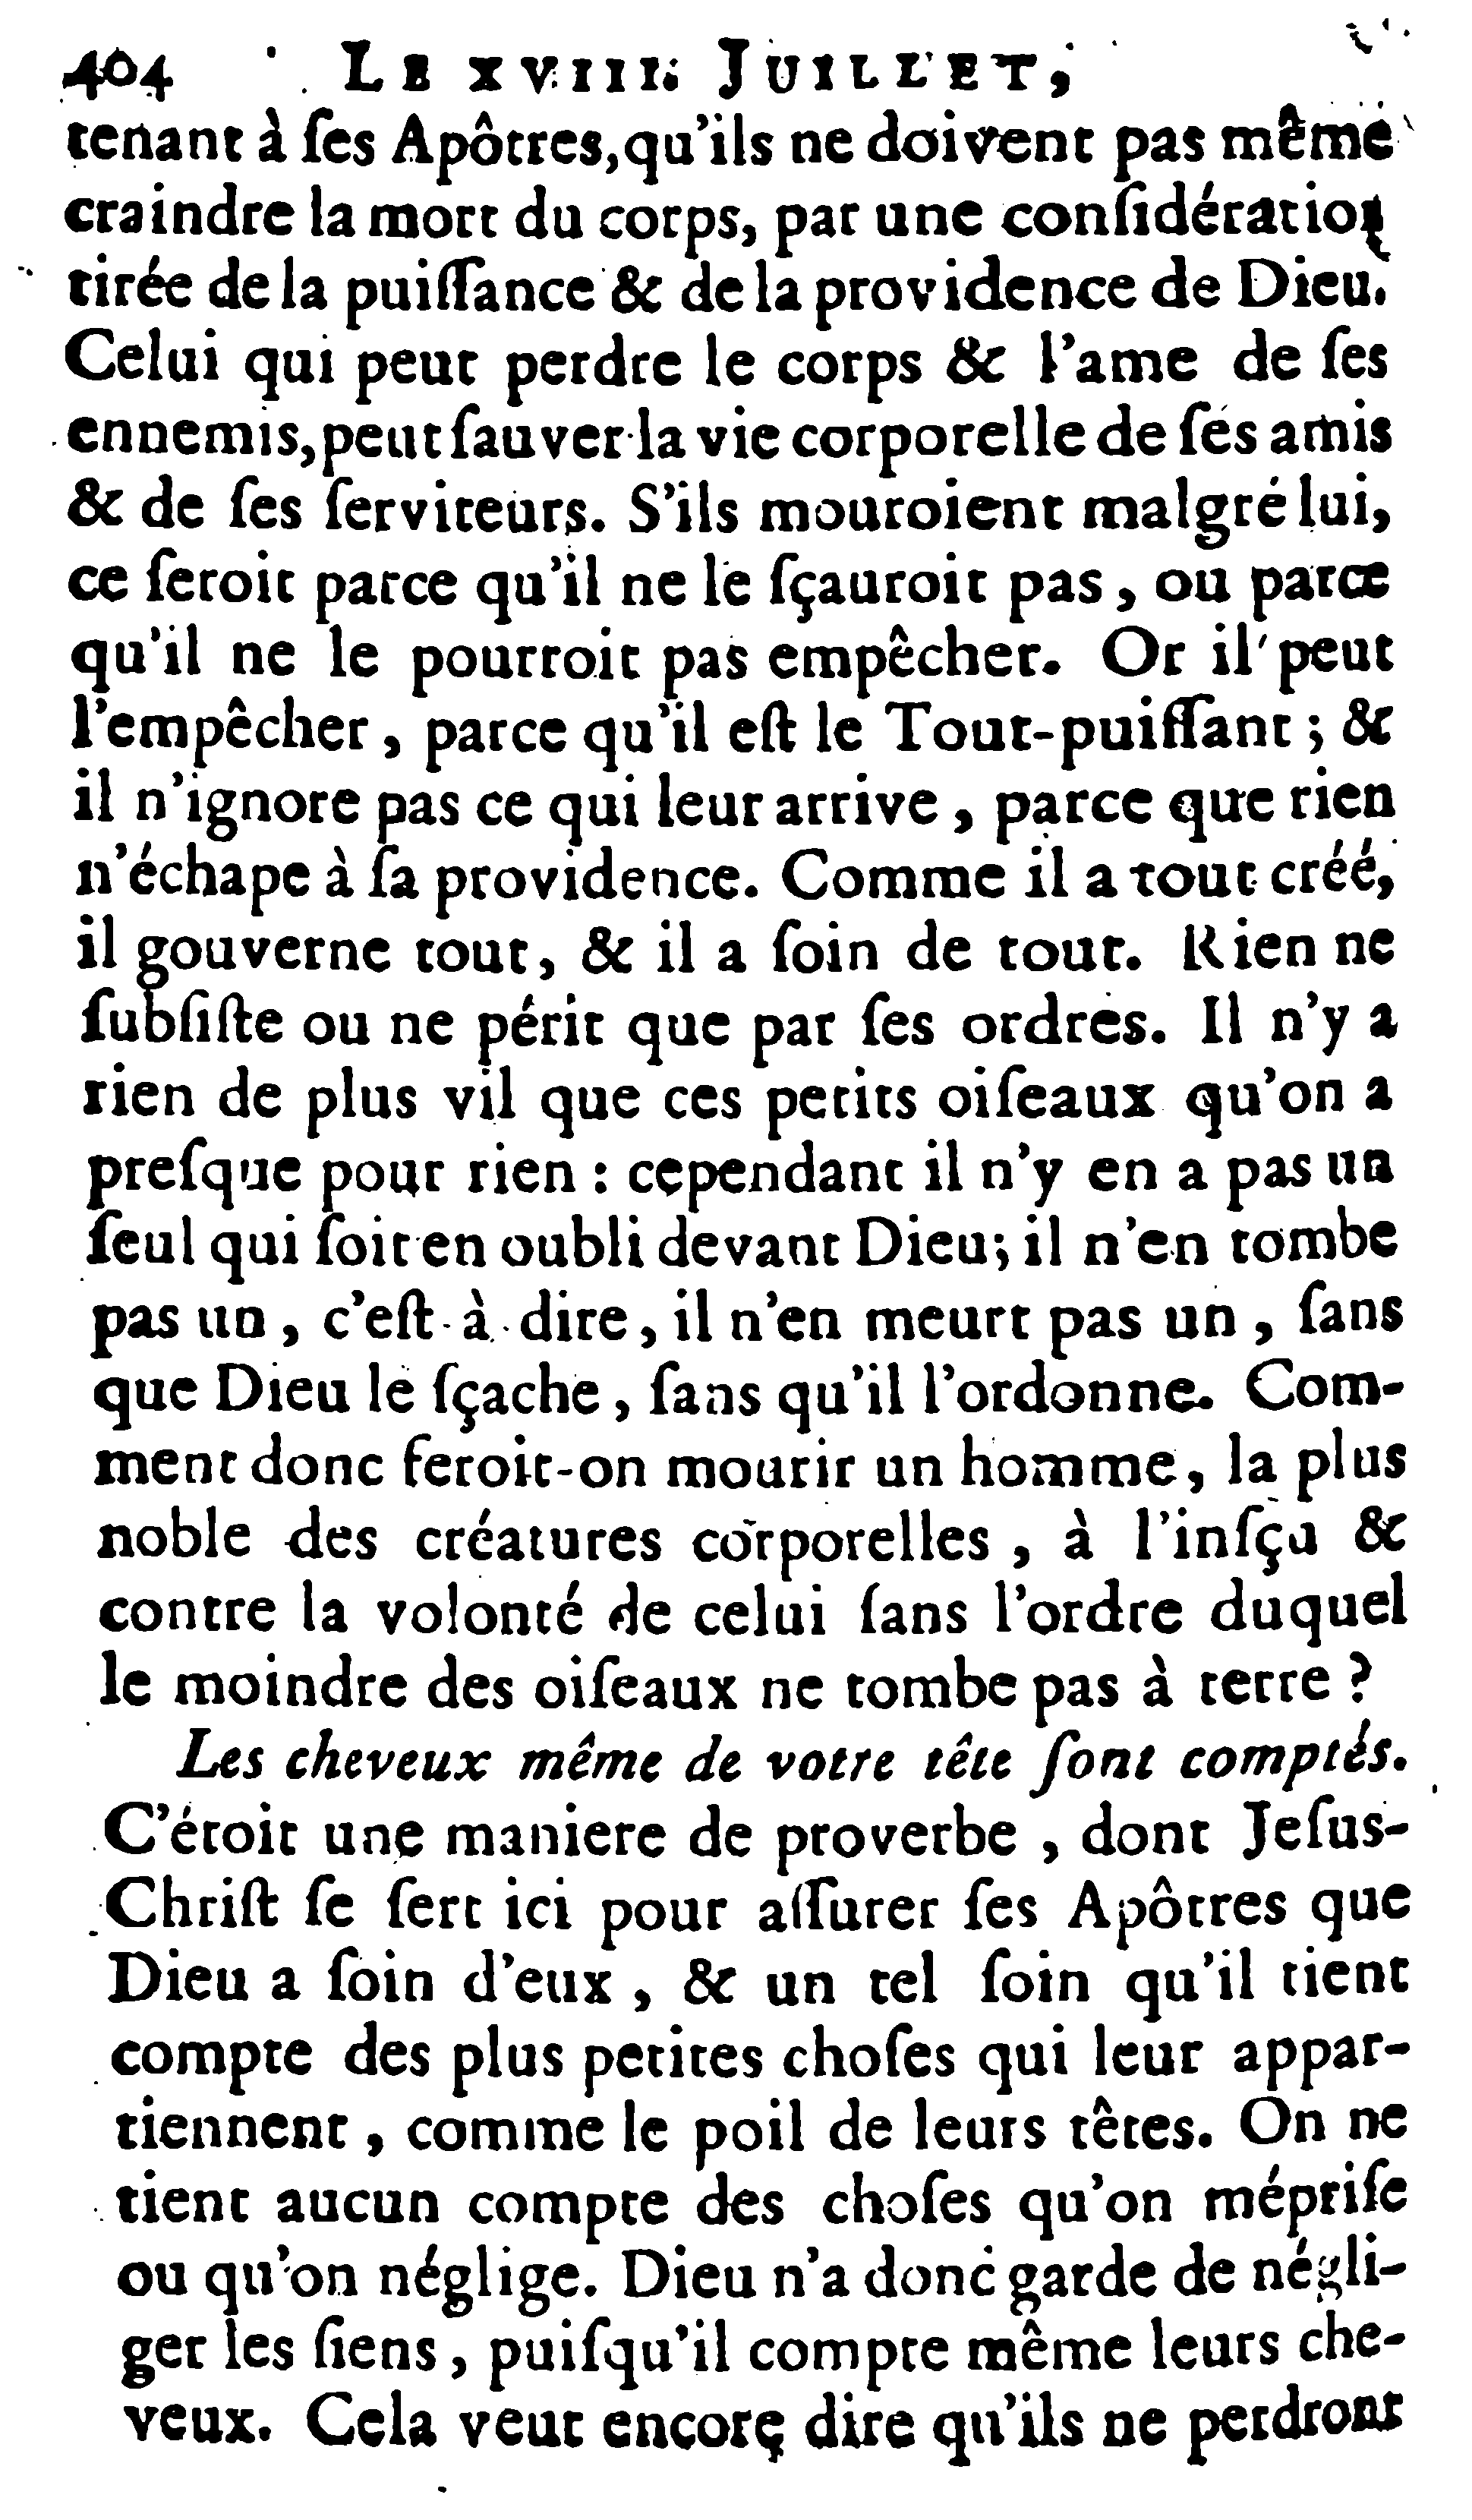 404 LE XVIII. JUILLET,
tenant à ſes Apôtres, qu'ils ne doivent pas même
craindre la mort du corps, par une conſidération
tirée de la puiſſance & de la providence de Dieu.
Celui qui peut perdre le corps & l'ame de ſes
ennemis, peut ſauver la vie corporelle de ſes amis
& de ſes ſerviteurs. S'ils mouroient malgré lui,
ce ſeroit parce qu'il ne le ſçauroit pas, ou parce
qu'il ne le pourroit pas empêcher. Or il peut
l'empêcher, parce qu'il eſt le Tout-puiſſant; &
il n'ignore pas ce qui leur arrive, parce que rien
n'échape à ſa providence. Comme il a tout créé,
il gouverne tout, & il a ſoin de tout. Rien ne
ſubſiſte ou ne périt que par ſes ordres. Il n'y a
rien de plus vil que ces petits oiſeaux qu'on a
preſque pour rien : cependant il n'y en a pas un
ſeul qui ſoit en oubli devant Dieu; il n'en tombe
pas un, c'eſt à dire, il n'en meurt pas un, ſans
que Dieu le ſçache, ſans qu'il l'ordonne. Com-
ment donc feroit-on mourir un homme, la plus
noble des créatures corporelles, à l'inſçu &
contre la volonté de celui ſans l'ordre duquel
le moindre des oiſeaux ne tombe pas à terre ?
Les cheveux même de votre tête ſont comptés.
C'étoit une maniere de proverbe, dont Jeſus-
Chriſt ſe ſert ici pour aſſurer ſes Apôtres que
Dieu a ſoin d'eux, & un tel ſoin qu'il tient
compte des plus petites choſes qui leur appar-
tiennent, comme le poil de leurs têtes. On ne
tient aucun compte des choſes qu'on mépriſe
ou qu'on néglige. Dieu n'a donc garde de négli-
ger les ſiens, puiſqu'il compte même leurs che-
veux. Cela veut encore dire qu'ils ne perdront